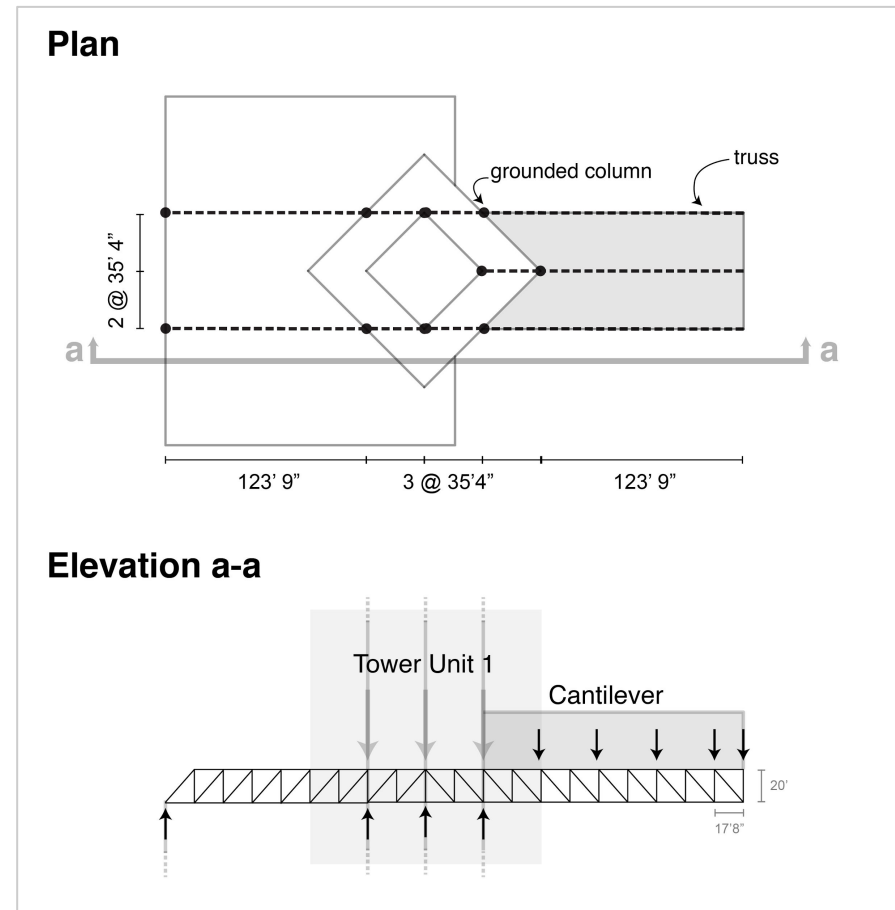 Plan
grounded column
truss
2 @ 35' 4”
a
a
123' 9”
3 @ 35'4”
123' 9”
Elevation a-a
Tower Unit 1
Cantilever
20'
17'8”